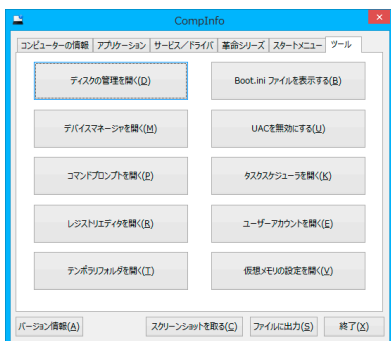 CompInfo
コンピューターの情報 アプリケーション サービス／ドライバ 革命シリーズ スタートメニュー ツール
ディスクの管理を開く(D) Boot.ini ファイルを表示する(B)
デバイスマネージャを開く(M) UACを無効にする(U)
コマンドプロンプトを開く(P) タスクスケジューラを開く(K)
レジストリエディタを開く(R) ユーザーアカウントを開く(E)
テンポラリフォルダを開く(T) 仮想メモリの設定を開く(V)
バージョン情報(A) スクリーンショットを取る(C) ファイルに出力(S) 終了(X)